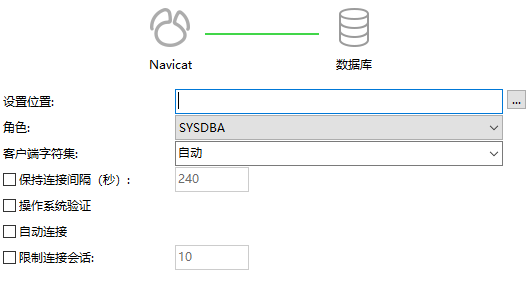 Navicat 数据库
设置位置: ...
角色: SYSDBA
客户端字符集: 自动
保持连接间隔（秒）: 240
操作系统验证
自动连接
限制连接会话: 10